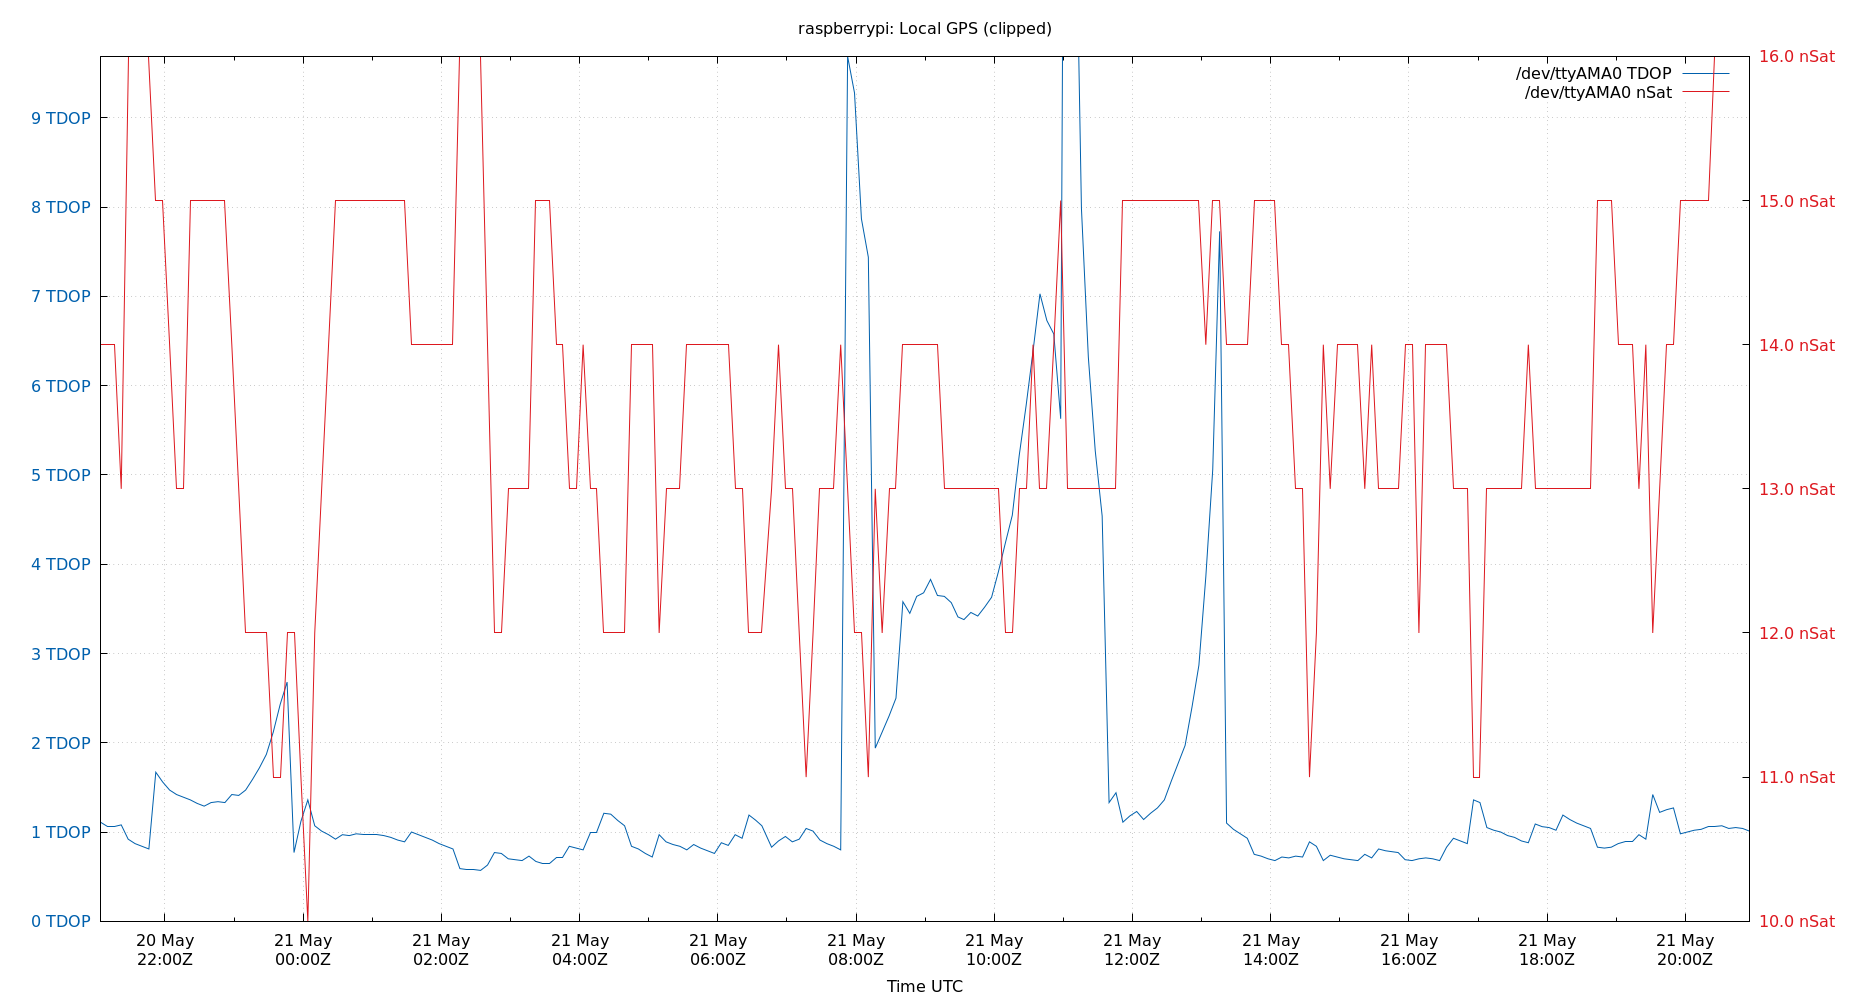 raspberrypi: Local GPS (clipped)
/dev/ttyAMA0 TDOP
/dev/ttyAMA0 nSat
9 TDOP
8 TDOP
7 TDOP
6 TDOP
5 TDOP
4 TDOP
3 TDOP
2 TDOP
1 TDOP
0 TDOP
16.0 nSat
15.0 nSat
14.0 nSat
13.0 nSat
12.0 nSat
11.0 nSat
10.0 nSat
20 May 21 May 21 May 21 May 21 May 21 May 21 May 21 May 21 May 21 May 21 May 21 May
22:00Z 00:00Z 02:00Z 04:00Z 06:00Z 08:00Z 10:00Z 12:00Z 14:00Z 16:00Z 18:00Z 20:00Z
Time UTC